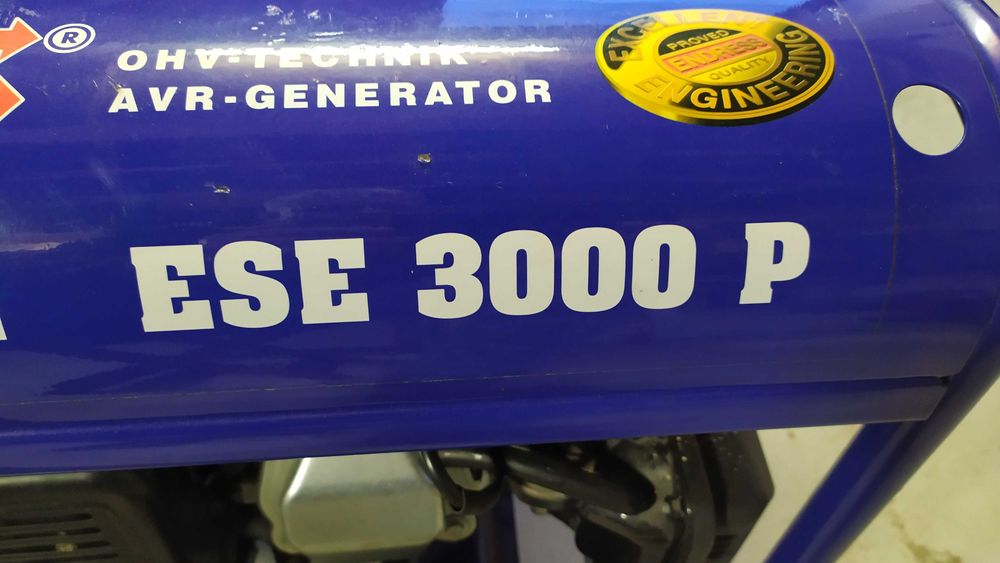 ®
OHV-TECHNIK
AVR-GENERATOR
EXCELLENT
PROVED
ENDRESS
QUALITY
ENGINEERING
ESE 3000 P